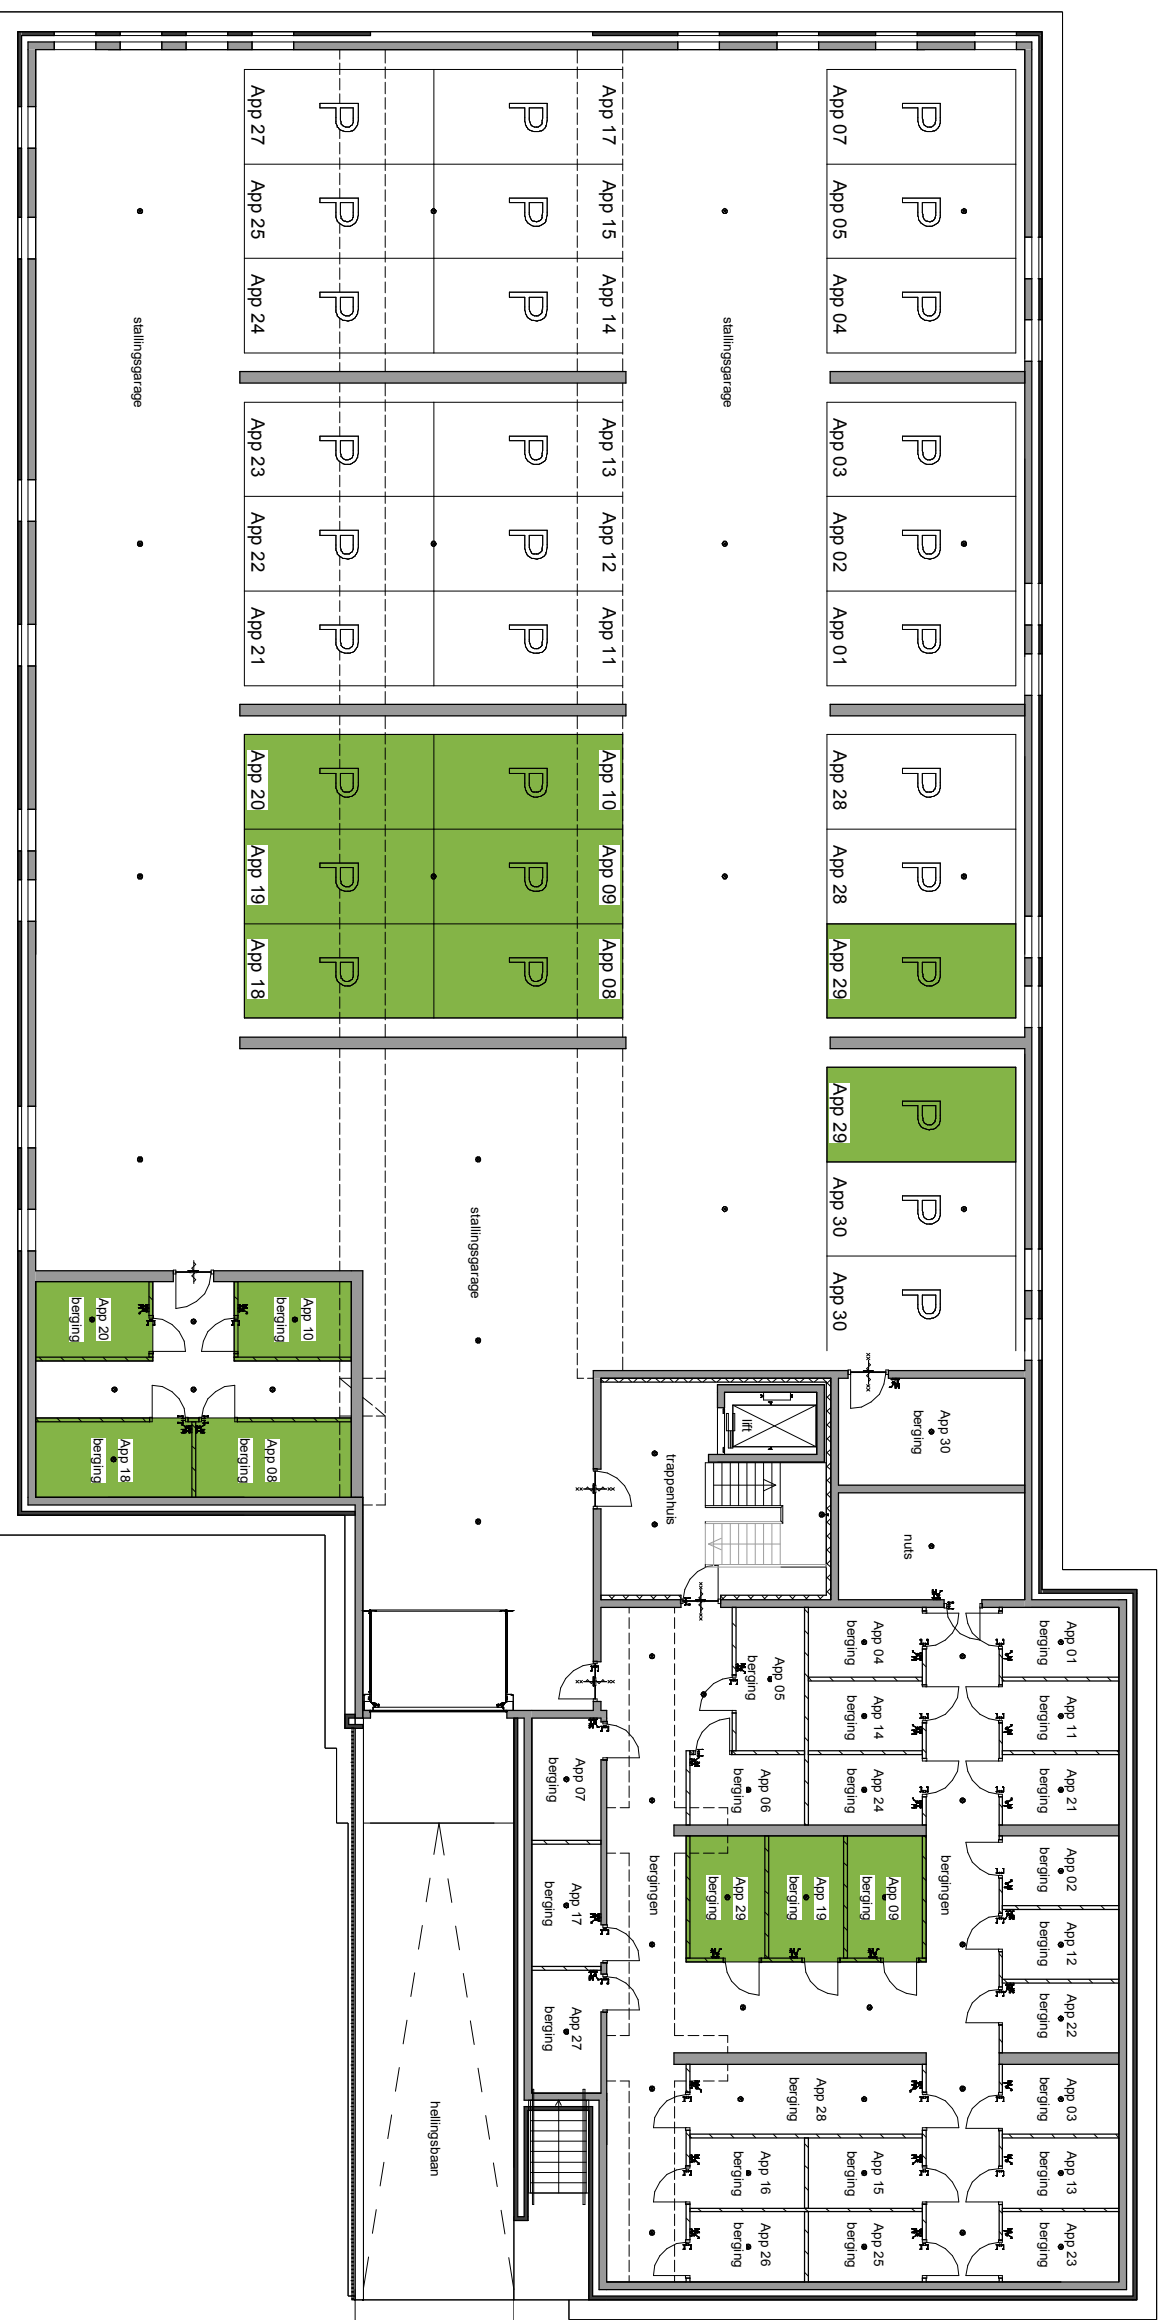 App 27
P
P
App 17
App 07
P
App 25
P
P
App 15
App 05
P
App 24
P
P
App 14
App 04
P
stallingsgarage
stallingsgarage
App 23
P
P
App 13
App 03
P
App 22
P
P
App 12
App 02
P
App 21
P
P
App 11
App 01
P
App 20
P
P
App 10
App 28
P
App 19
P
P
App 09
App 28
P
App 18
P
P
App 08
App 29
P
App 29
P
App 30
P
App 30
P
stallingsgarage
App 20
berging
App 10
berging
App 18
berging
App 08
berging
lift
trappenhuis
App 30
berging
nuts
App 01
berging
App 04
berging
App 05
berging
App 11
berging
App 14
berging
App 21
berging
App 24
berging
App 06
berging
App 07
berging
App 02
berging
bergingen
App 09
berging
App 19
berging
App 29
berging
bergingen
App 17
berging
App 12
berging
App 22
berging
App 27
berging
App 03
berging
App 28
berging
hellingsbaan
App 13
berging
App 15
berging
App 16
berging
App 23
berging
App 25
berging
App 26
berging